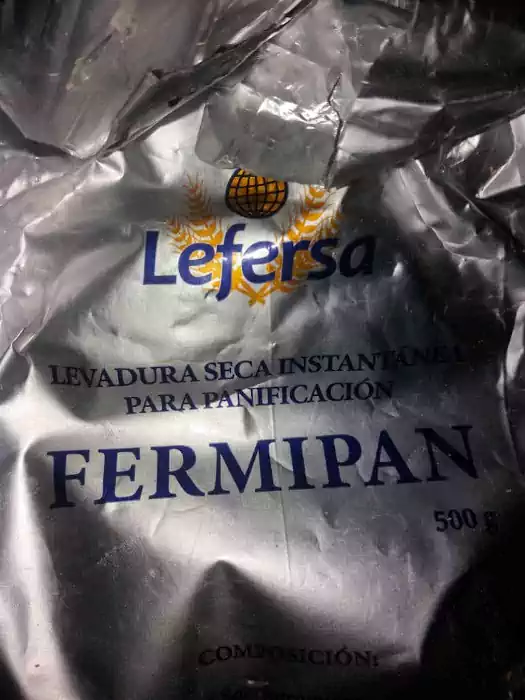 Lefersa
LEVADURA SECA INSTANTÁNEA
PARA PANIFICACIÓN
FERMIPAN
500 g
COMPOSICIÓN: